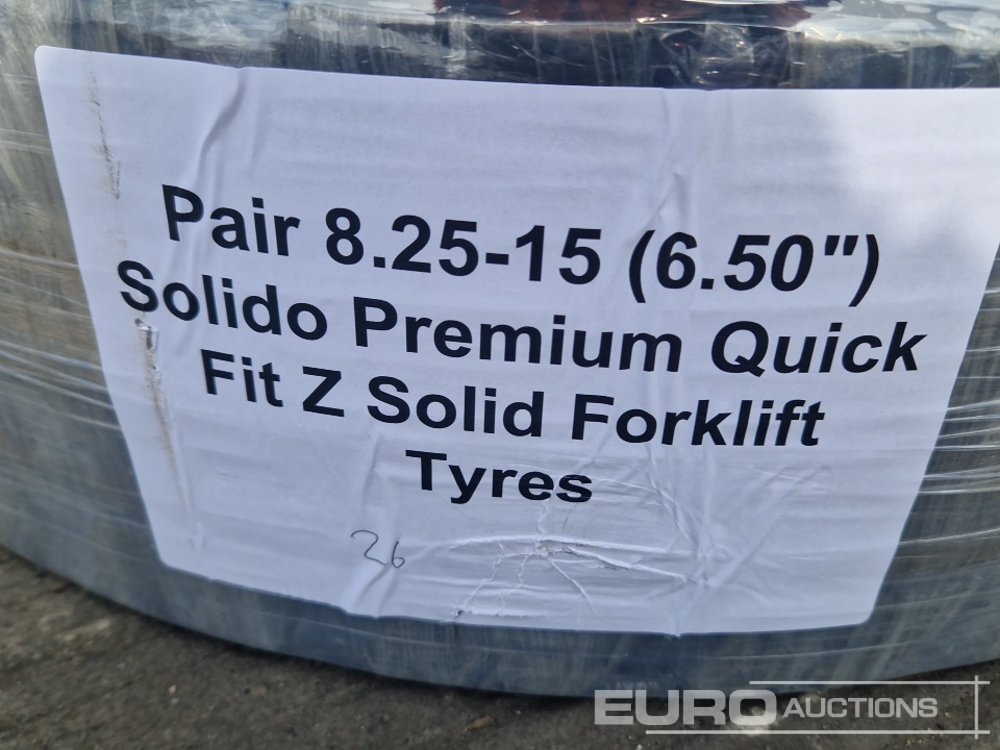 Pair 8.25-15 (6.50")
Solido Premium Quick
Fit Z Solid Forklift
Tyres
26
EURO AUCTIONS